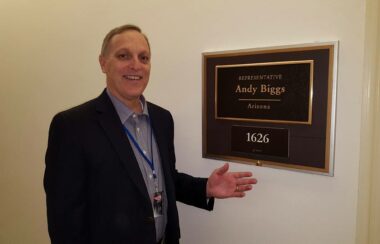 REPRESENTATIVE
Andy Biggs
Arizona
1626